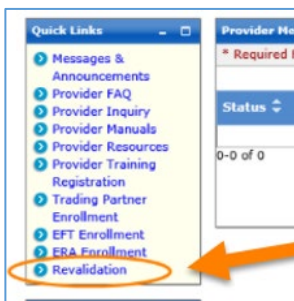 Quick Links
Messages &
Announcements
Provider FAQ
Provider Inquiry
Provider Manuals
Provider Resources
Provider Training
Registration
Trading Partner
Enrollment
EFT Enrollment
ERA Enrollment
Revalidation
Provider Me
* Required
Status
0-0 of 0